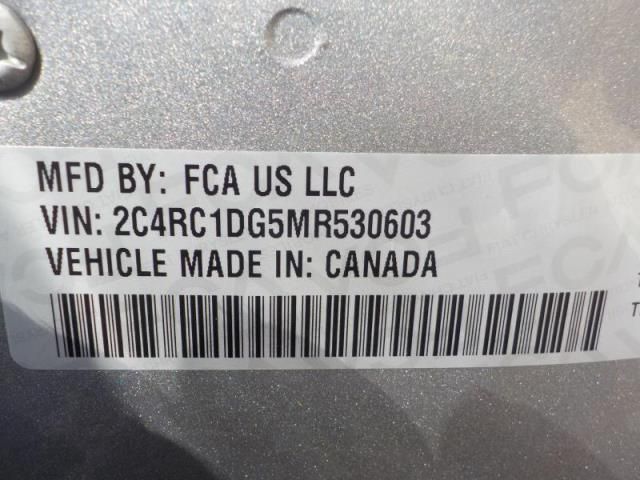 MFD BY: FCA US LLC
VIN: 2C4RC1DG5MR530603
VEHICLE MADE IN: CANADA